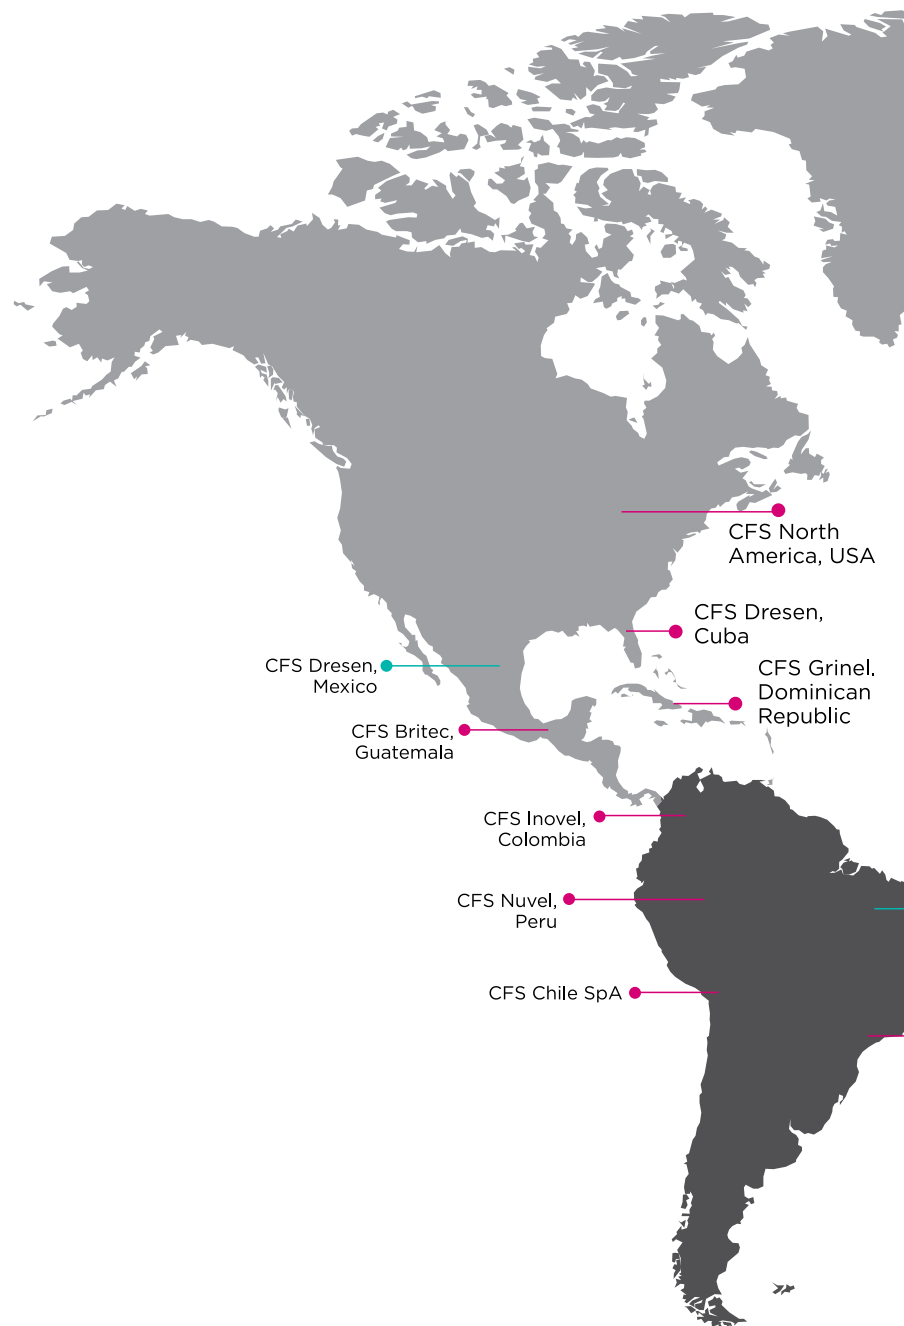 CFS North
America, USA
CFS Dresen,
Cuba
CFS Dresen,
Mexico
CFS Grinel.
Dominican
Republic
CFS Britec,
Guatemala
CFS Inovel,
Colombia
CFS Nuvel,
Peru
CFS Chile SpA